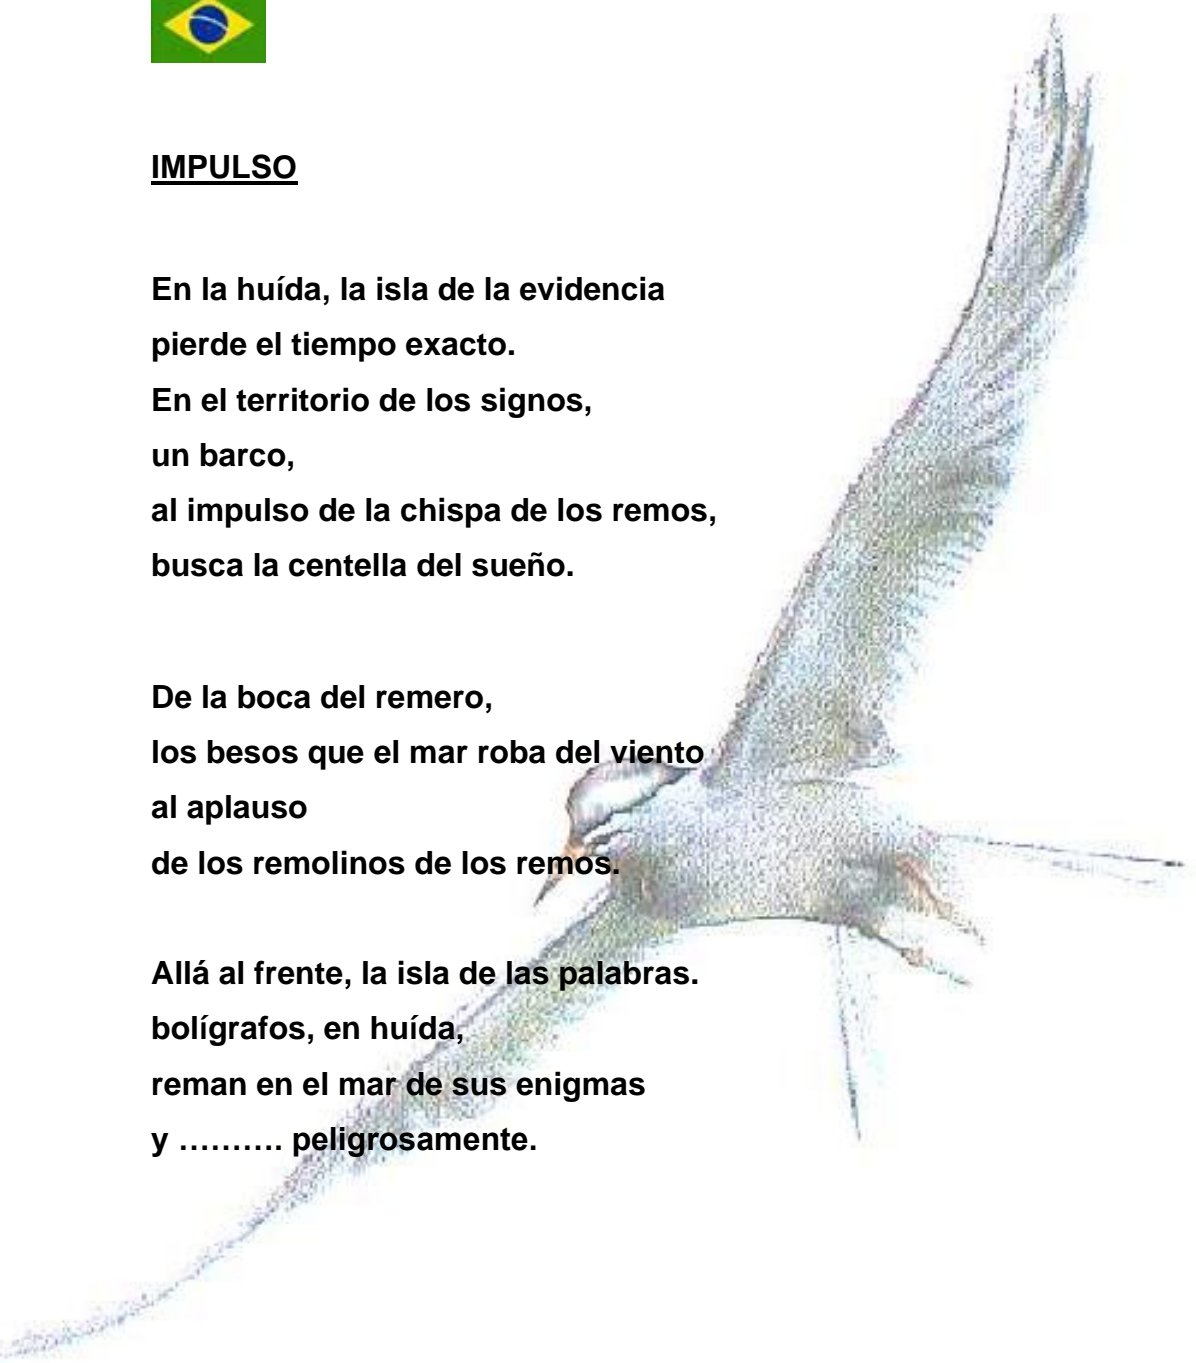 IMPULSO
En la huída, la isla de la evidencia
pierde el tiempo exacto.
En el territorio de los signos,
un barco,
al impulso de la chispa de los remos,
busca la centella del sueño.
De la boca del remero,
los besos que el mar roba del viento
al aplauso
de los remolinos de los remos.
Allá al frente, la isla de las palabras.
bolígrafos, en huída,
reman en el mar de sus enigmas
y ………. peligrosamente.